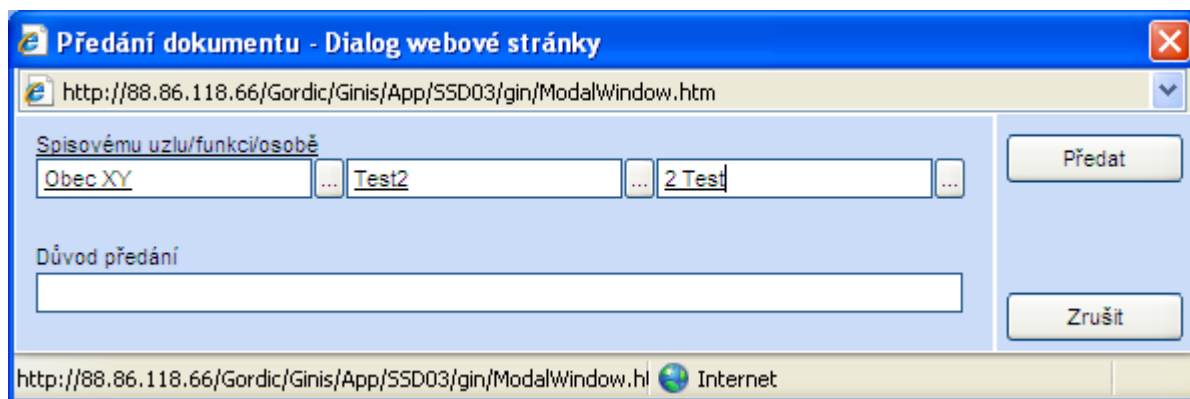 Předání dokumentu - Dialog webové stránky
http://88.86.118.66/Gordic/Ginis/App/SSD03/gin/ModalWindow.htm
Spisovému uzlu/funkci/osobě
Obec XY ... Test2 ... 2 Test ...
Předat
Důvod předání
Zrušit
http://88.86.118.66/Gordic/Ginis/App/SSD03/gin/ModalWindow.ht Internet